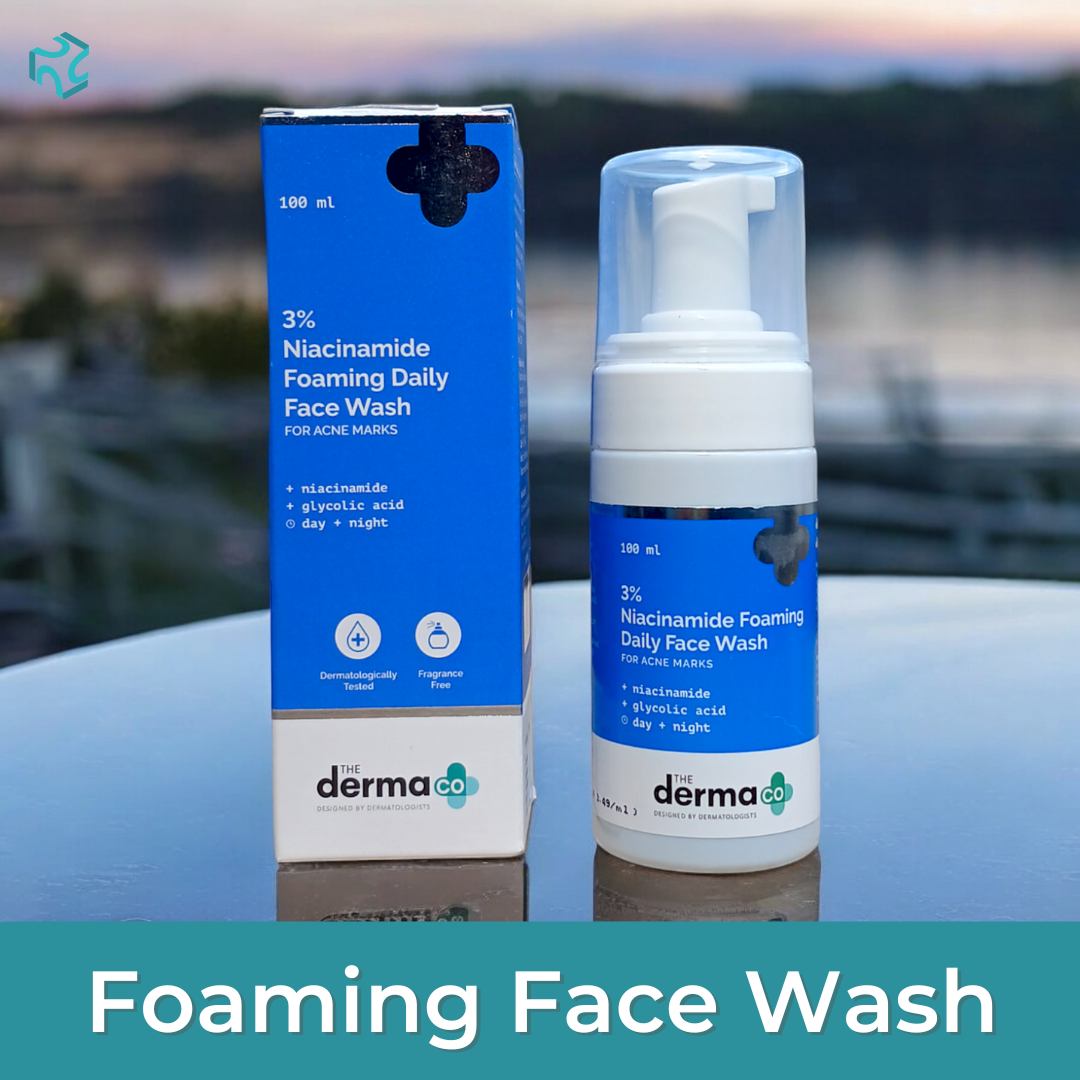 100 ml
3%
Niacinamide
Foaming Daily
Face Wash
FOR ACNE MARKS
+ niacinamide
+ glycolic acid
day + night
Dermatologically
Tested
Fragrance
Free
THE
derma co
DESIGNED BY DERMATOLOGISTS
100 ml
3%
Niacinamide Foaming
Daily Face Wash
FOR ACNE MARKS
+ niacinamide
+ glycolic acid
day + night
THE
derma co
DESIGNED BY DERMATOLOGISTS
Foaming Face Wash